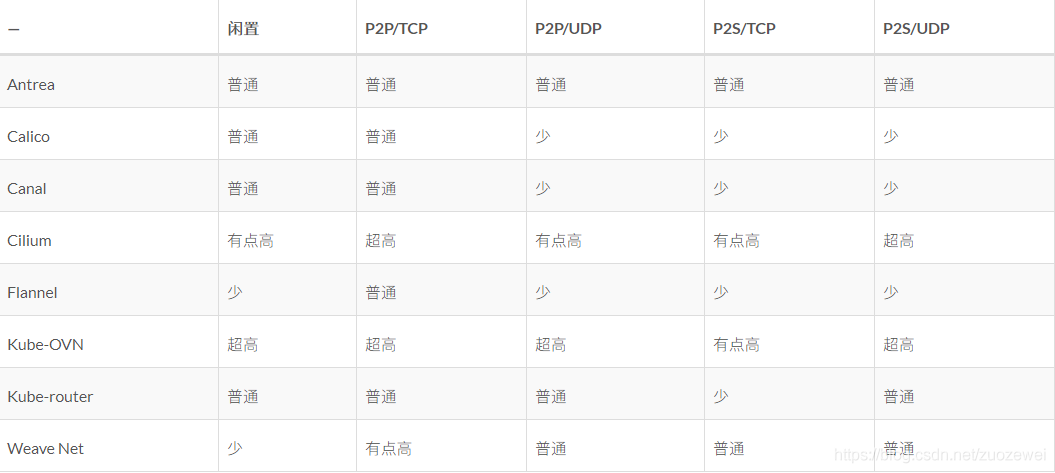 — 闲置 P2P/TCP P2P/UDP P2S/TCP P2S/UDP
Antrea 普通 普通 普通 普通 普通
Calico 普通 普通 少 少 少
Canal 普通 普通 少 少 少
Cilium 有点高 超高 有点高 有点高 超高
Flannel 少 普通 少 少 少
Kube-OVN 超高 超高 超高 有点高 超高
Kube-router 普通 普通 普通 少 普通
Weave Net 少 有点高 普通 普通 普通
https://blog.csdn.net/zuozewei